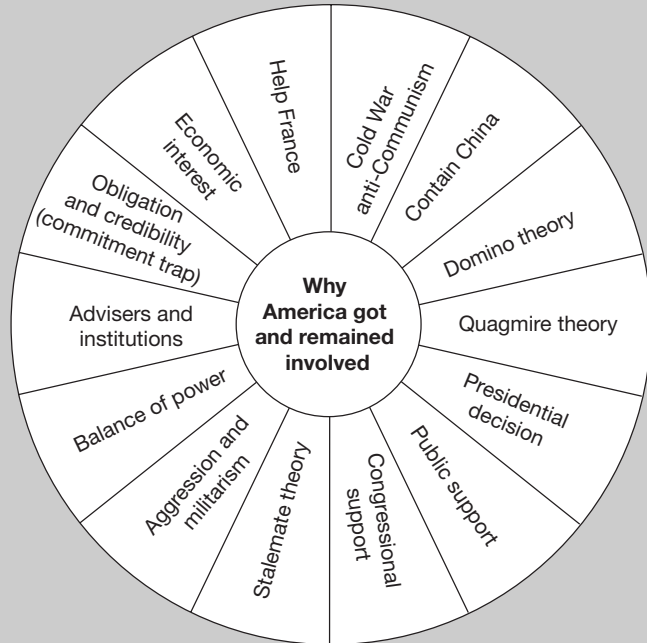 Why
America got
and remained
involved
Cold War
anti-Communism
Contain China
Domino theory
Quagmire theory
Presidential
decision
Public support
Congressional
support
Stalemate theory
Aggression and
militarism
Balance of power
Advisers and
institutions
Obligation
and credibility
(commitment trap)
Economic
interest
Help France